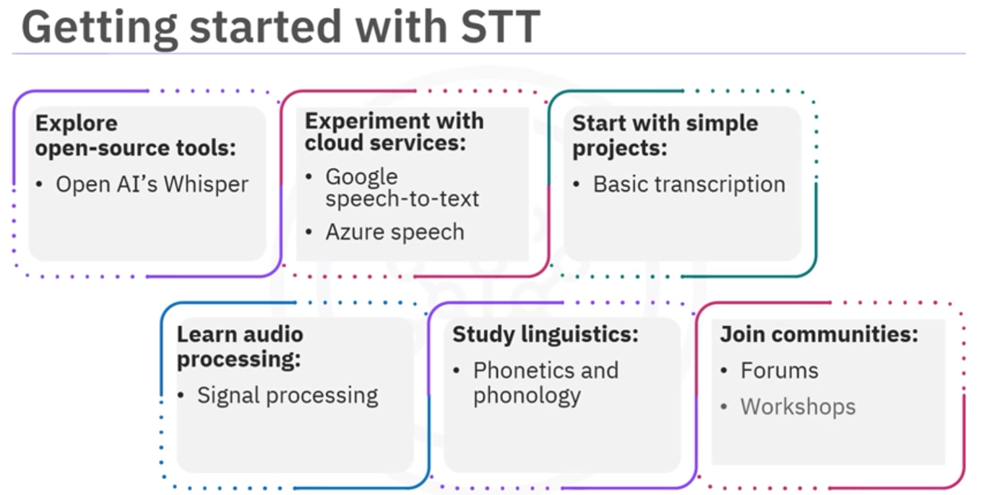 Getting started with STT
Explore
open-source tools:
• Open AI’s Whisper
Experiment with
cloud services:
• Google
speech-to-text
• Azure speech
Start with simple
projects:
• Basic transcription
Learn audio
processing:
• Signal processing
Study linguistics:
• Phonetics and
phonology
Join communities:
• Forums
• Workshops